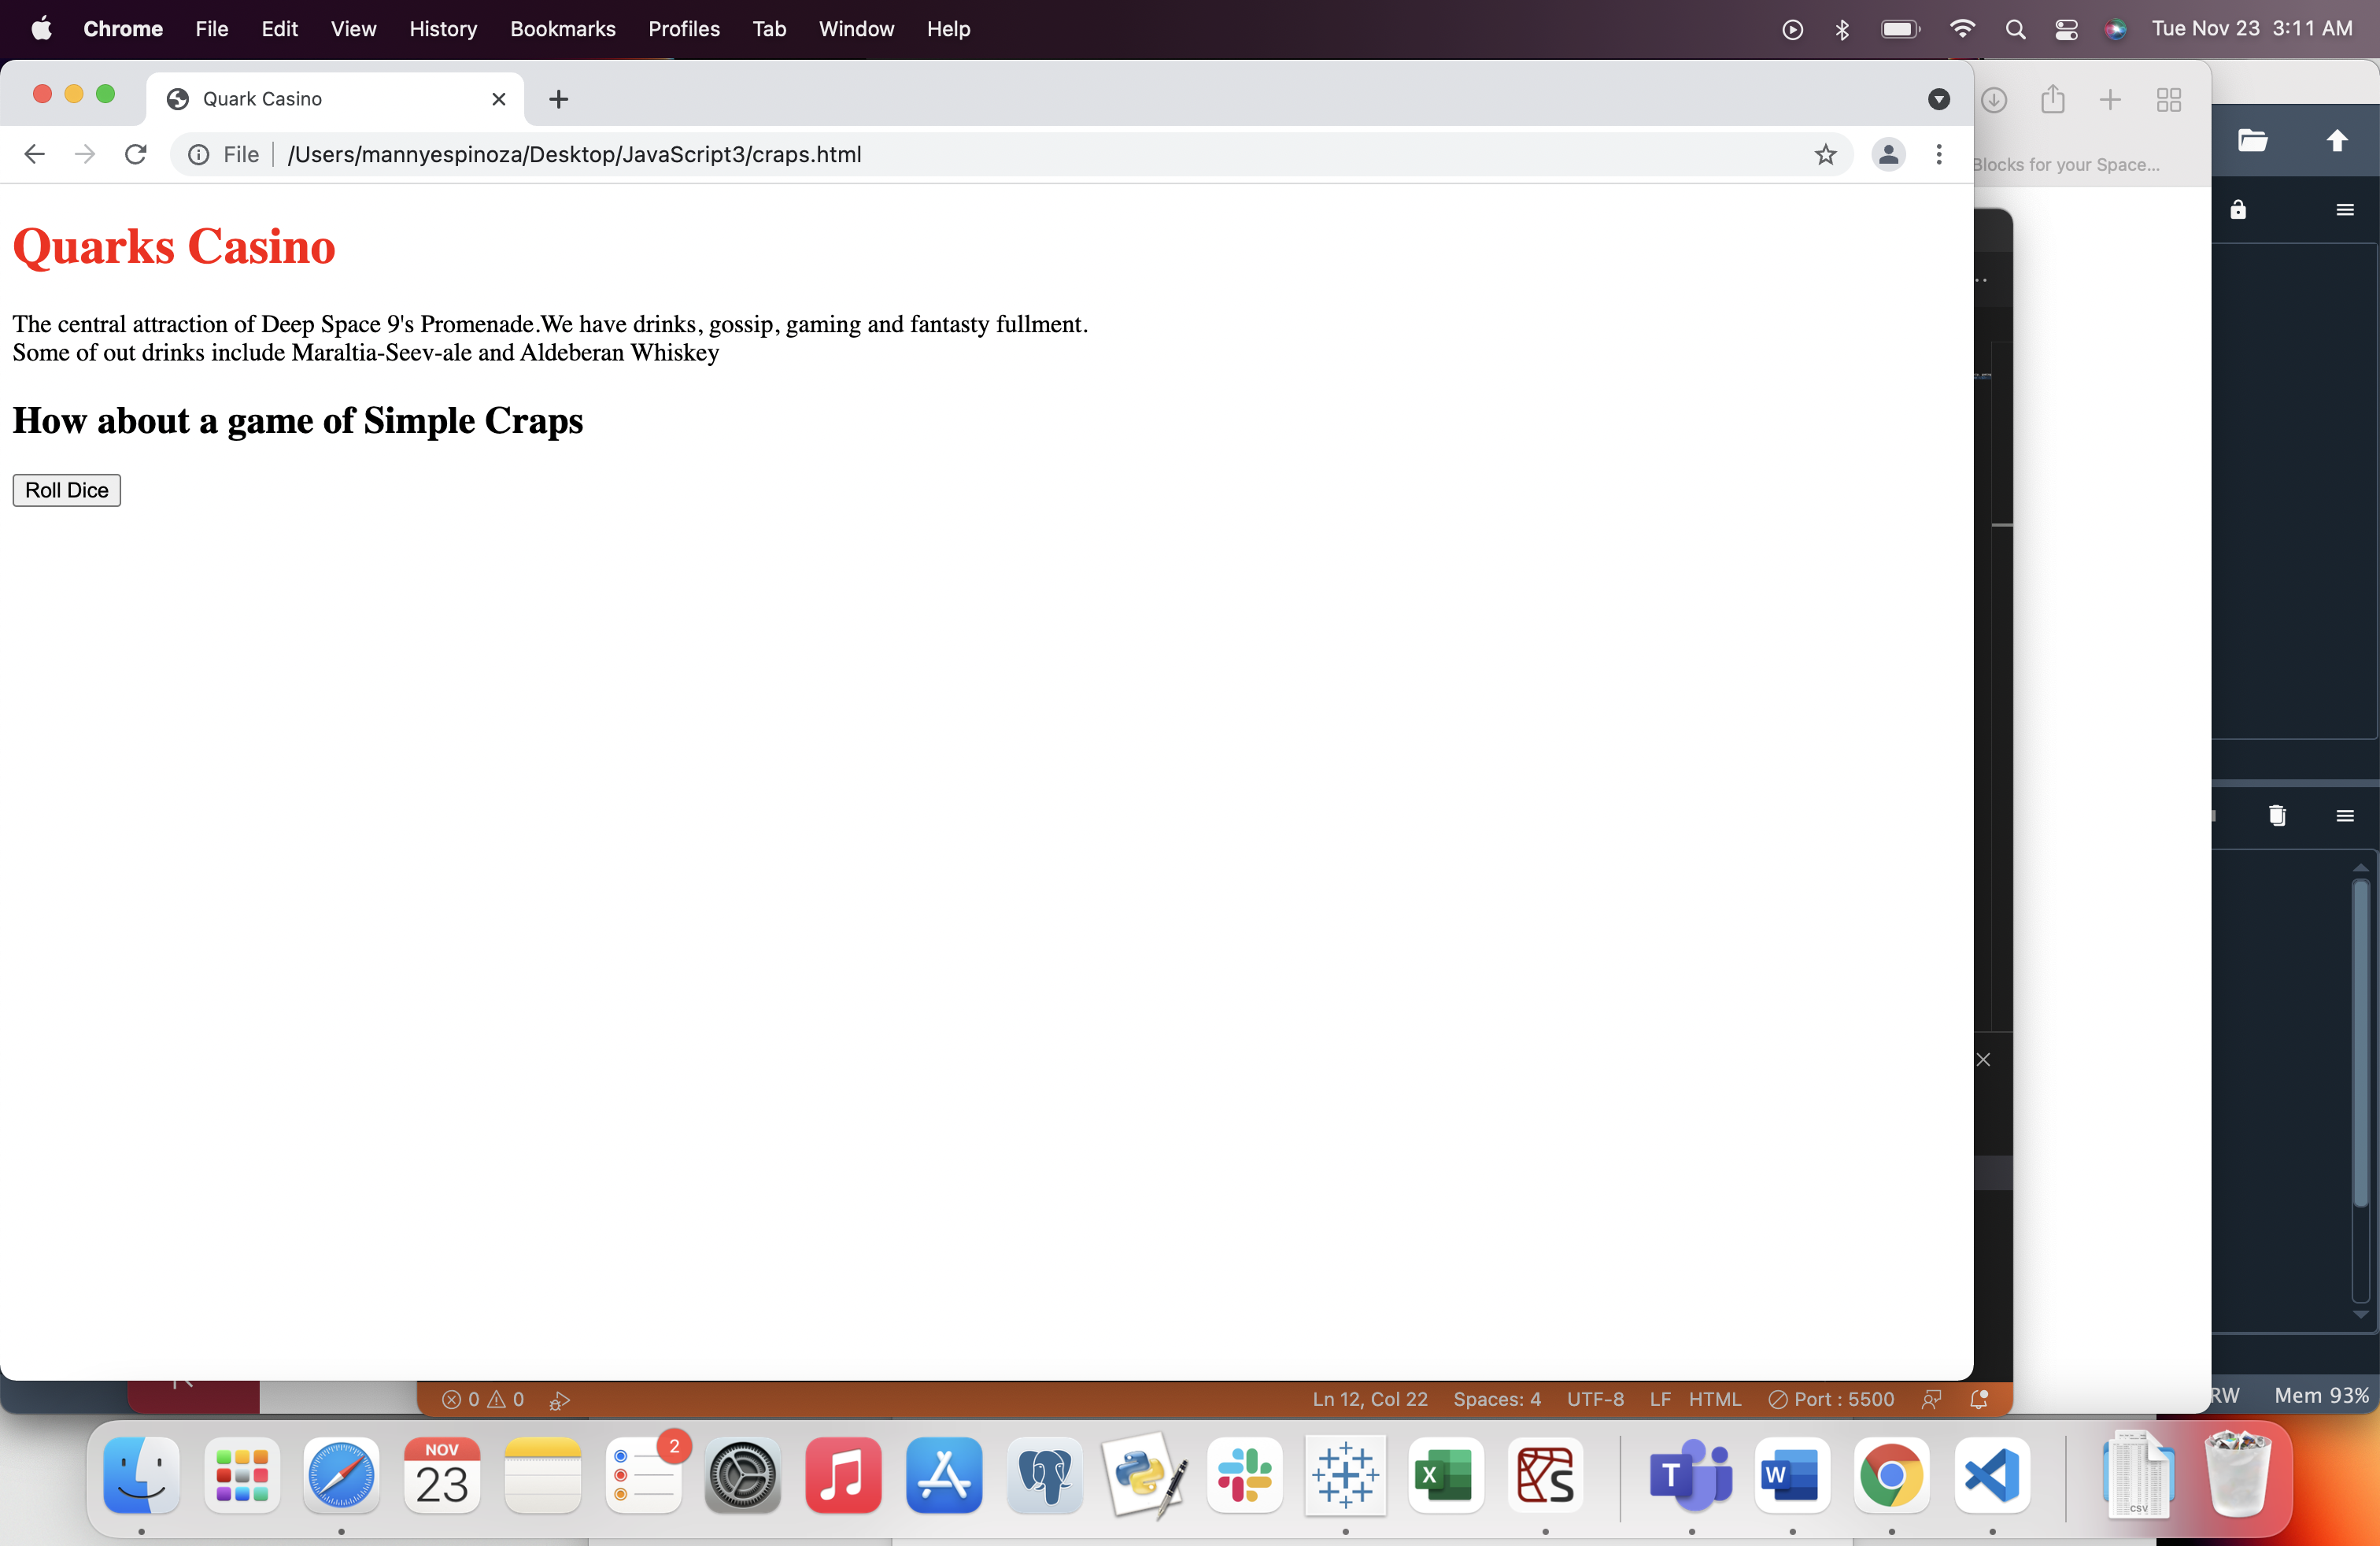 Chrome File Edit View History Bookmarks Profiles Tab Window Help Tue Nov 23 3:11 AM
Quark Casino
File /Users/mannyespinoza/Desktop/JavaScript3/craps.html
Blocks for your Space...
Quarks Casino
The central attraction of Deep Space 9's Promenade.We have drinks, gossip, gaming and fantasty fullment.
Some of out drinks include Maraltia-Seev-ale and Aldeberan Whiskey
How about a game of Simple Craps
Roll Dice
0 0 Ln 12, Col 22 Spaces: 4 UTF-8 LF HTML Port : 5500
RW Mem 93%
NOV
23
2
X
S
T
W
CSV